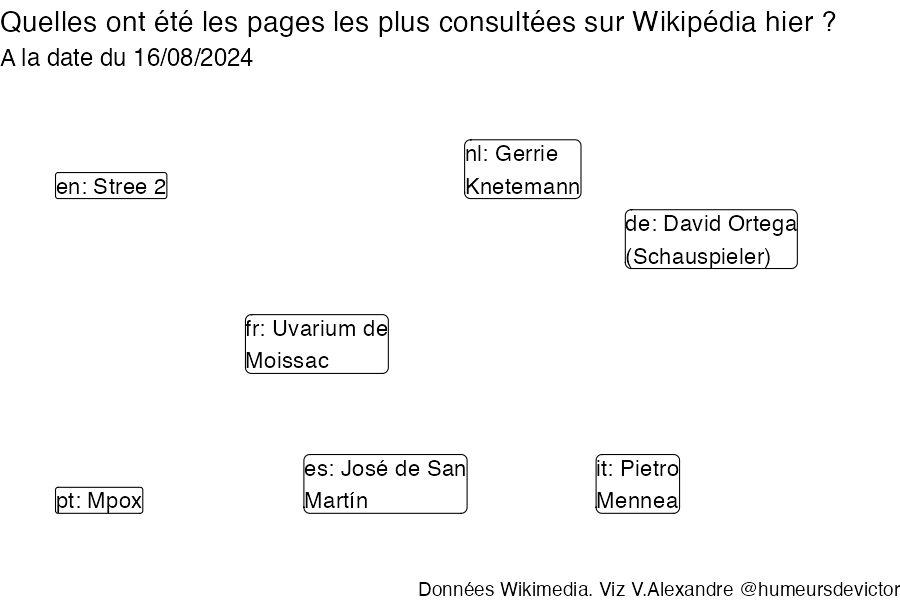 Quelles ont été les pages les plus consultées sur Wikipédia hier ?
A la date du 16/08/2024
nl: Gerrie
Knetemann
en: Stree 2
de: David Ortega
(Schauspieler)
fr: Uvarium de
Moissac
es: José de San
Martín
it: Pietro
Mennea
pt: Mpox
Données Wikimedia. Viz V.Alexandre @humeursdevictor